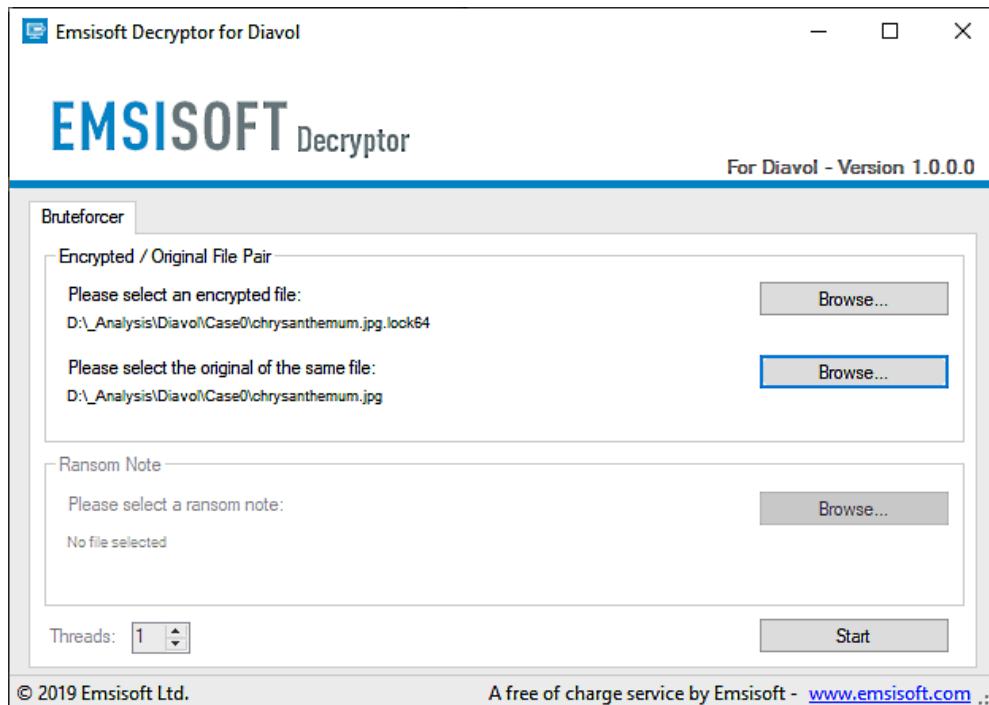 Emsisoft Decryptor for Diavol
EMSISOFT Decryptor
For Diavol - Version 1.0.0.0
Bruteforcer
Encrypted / Original File Pair
Please select an encrypted file:
Browse...
D:\_Analysis\Diavol\Case0\chrysanthemum.jpg.lock64
Please select the original of the same file:
Browse...
D:\_Analysis\Diavol\Case0\chrysanthemum.jpg
Ransom Note
Please select a ransom note:
Browse...
No file selected
Threads: 1
Start
© 2019 Emsisoft Ltd.
A free of charge service by Emsisoft - www.emsisoft.com